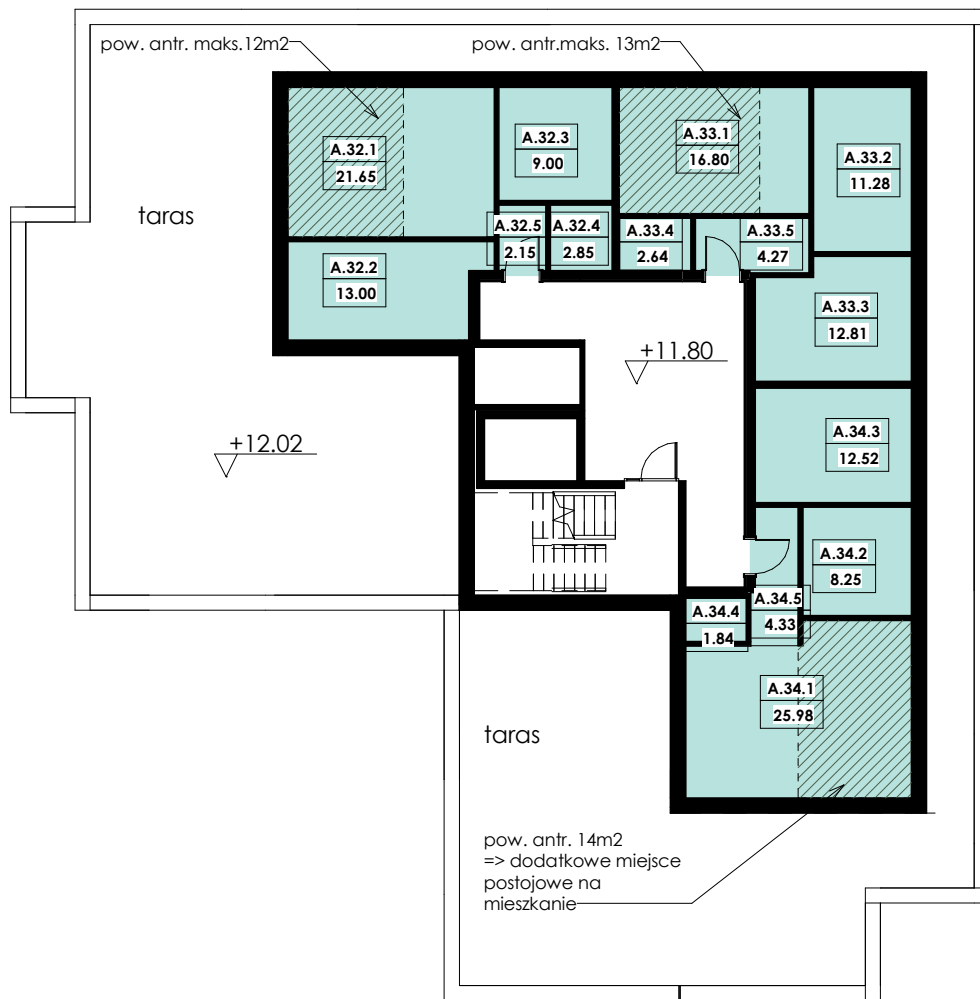 pow. antr. maks.12m2
pow. antr.maks. 13m2
A.32.1
21.65
A.32.3
9.00
A.33.1
16.80
A.33.2
11.28
taras
A.32.5
2.15
A.32.4
2.85
A.33.4
2.64
A.33.5
4.27
A.32.2
13.00
A.33.3
12.81
+11.80
+12.02
A.34.3
12.52
A.34.2
8.25
A.34.4
1.84
A.34.5
4.33
A.34.1
25.98
taras
pow. antr. 14m2
=> dodatkowe miejsce
postojowe na
mieszkanie